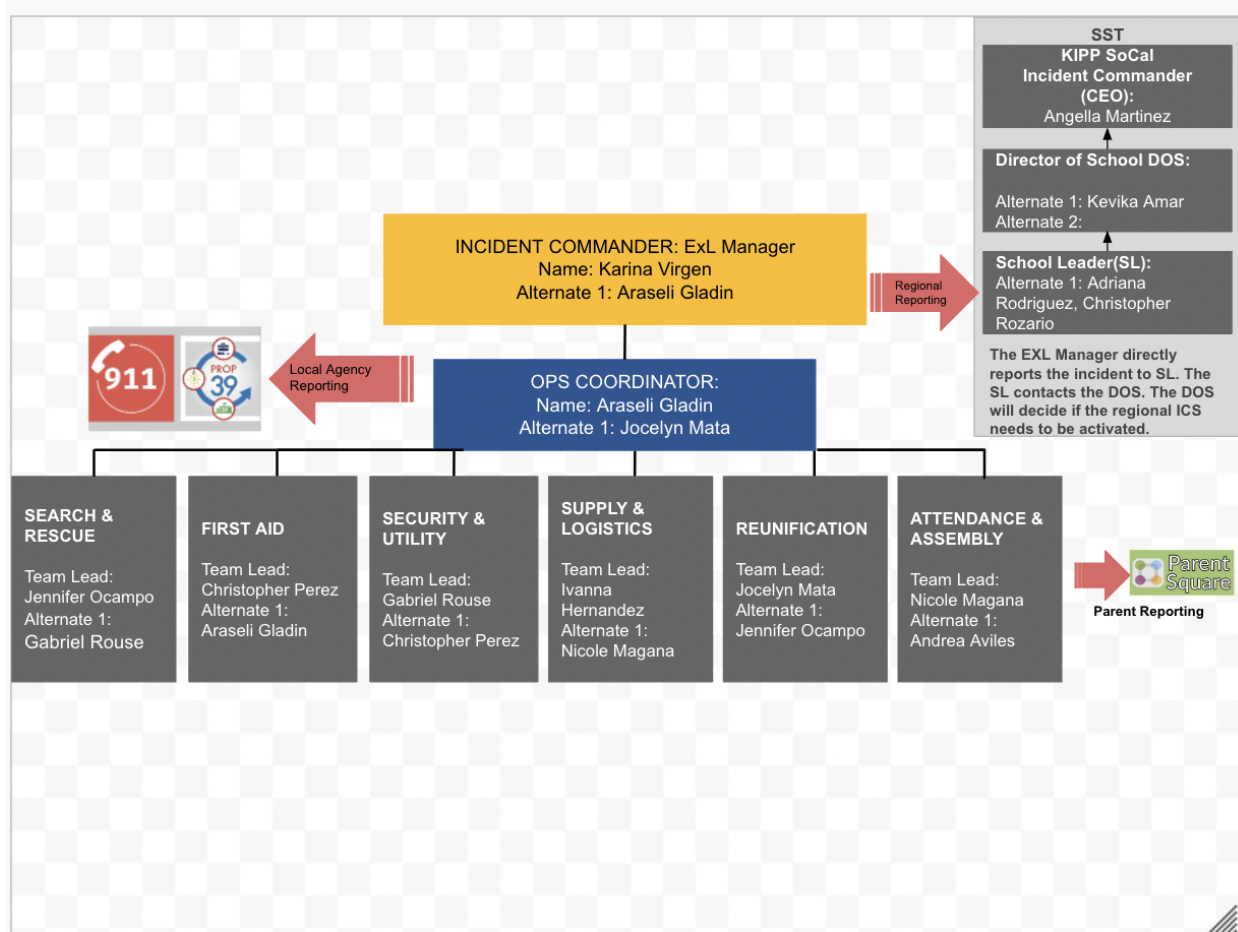 SST
KIPP SoCal
Incident Commander
(CEO):
Angella Martinez
Director of School DOS:
Alternate 1: Kevika Amar
Alternate 2:
School Leader(SL):
Alternate 1: Adriana
Rodriguez, Christopher
Rozario
The EXL Manager directly
reports the incident to SL. The
SL contacts the DOS. The DOS
will decide if the regional ICS
needs to be activated.
INCIDENT COMMANDER: ExL Manager
Name: Karina Virgen
Alternate 1: Araseli Gladin
Regional
Reporting
911
PROP
39
Local Agency
Reporting
OPS COORDINATOR:
Name: Araseli Gladin
Alternate 1: Jocelyn Mata
SEARCH &
RESCUE
Team Lead:
Jennifer Ocampo
Alternate 1:
Gabriel Rouse
FIRST AID
Team Lead:
Christopher Perez
Alternate 1:
Araseli Gladin
SECURITY &
UTILITY
Team Lead:
Gabriel Rouse
Alternate 1:
Christopher Perez
SUPPLY &
LOGISTICS
Team Lead:
Ivanna
Hernandez
Alternate 1:
Nicole Magana
REUNIFICATION
Team Lead:
Jocelyn Mata
Alternate 1:
Jennifer Ocampo
ATTENDANCE &
ASSEMBLY
Team Lead:
Nicole Magana
Alternate 1:
Andrea Aviles
Parent
Square
Parent Reporting